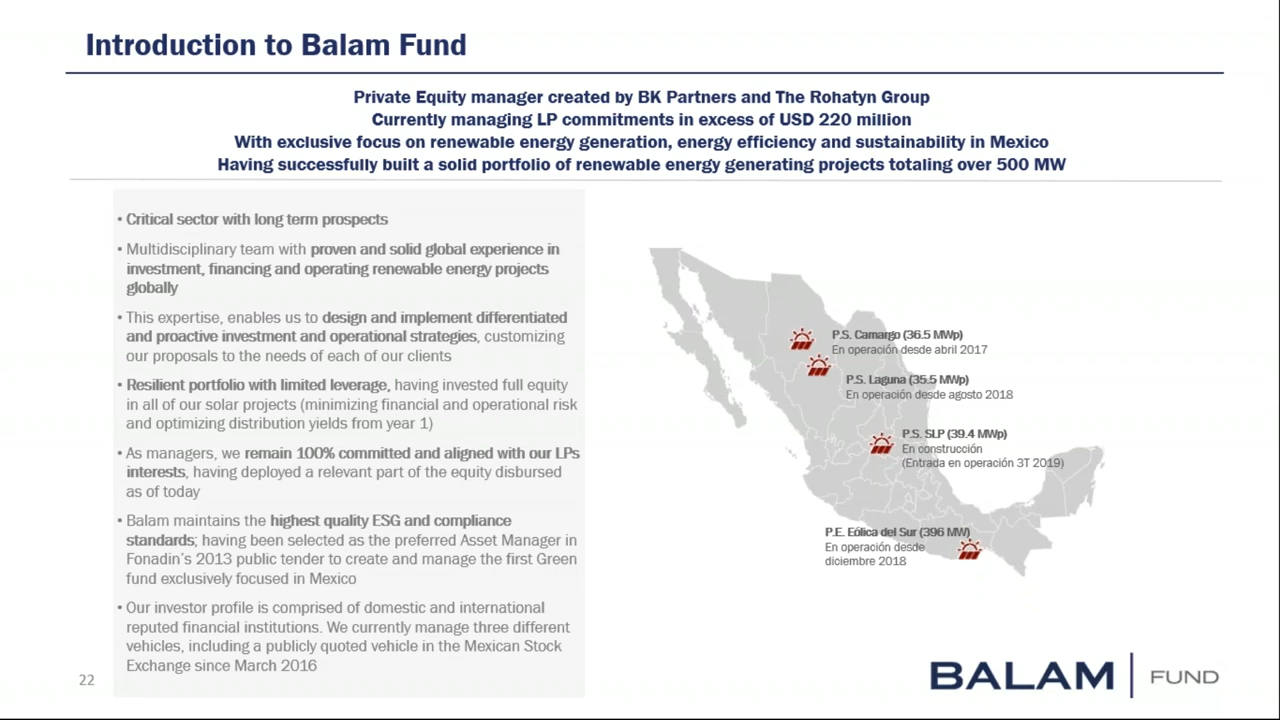 Introduction to Balam Fund
Private Equity manager created by BK Partners and The Rohatyn Group
Currently managing LP commitments in excess of USD 220 million
With exclusive focus on renewable energy generation, energy efficiency and sustainability in Mexico
Having successfully built a solid portfolio of renewable energy generating projects totaling over 500 MW
• Critical sector with long term prospects
• Multidisciplinary team with proven and solid global experience in
investment, financing and operating renewable energy projects
globally
• This expertise, enables us to design and implement differentiated
and proactive investment and operational strategies, customizing
our proposals to the needs of each of our clients
• Resilient portfolio with limited leverage, having invested full equity
in all of our solar projects (minimizing financial and operational risk
and optimizing distribution yields from year 1)
• As managers, we remain 100% committed and aligned with our LPs
interests, having deployed a relevant part of the equity disbursed
as of today
• Balam maintains the highest quality ESG and compliance
standards; having been selected as the preferred Asset Manager in
Fonadin's 2013 public tender to create and manage the first Green
fund exclusively focused in Mexico
• Our investor profile is comprised of domestic and international
reputed financial institutions. We currently manage three different
vehicles, including a publicly quoted vehicle in the Mexican Stock
Exchange since March 2016
P.S. Camargo (36.5 MWp)
En operación desde abril 2017
P.S. Laguna (35.5 MWp)
En operación desde agosto 2018
P.S. SLP (39.4 MWp)
En construcción
(Entrada en operación 3T 2019)
P.E. Eólica del Sur (396 MW)
En operación desde
diciembre 2018
22
BALAM | FUND